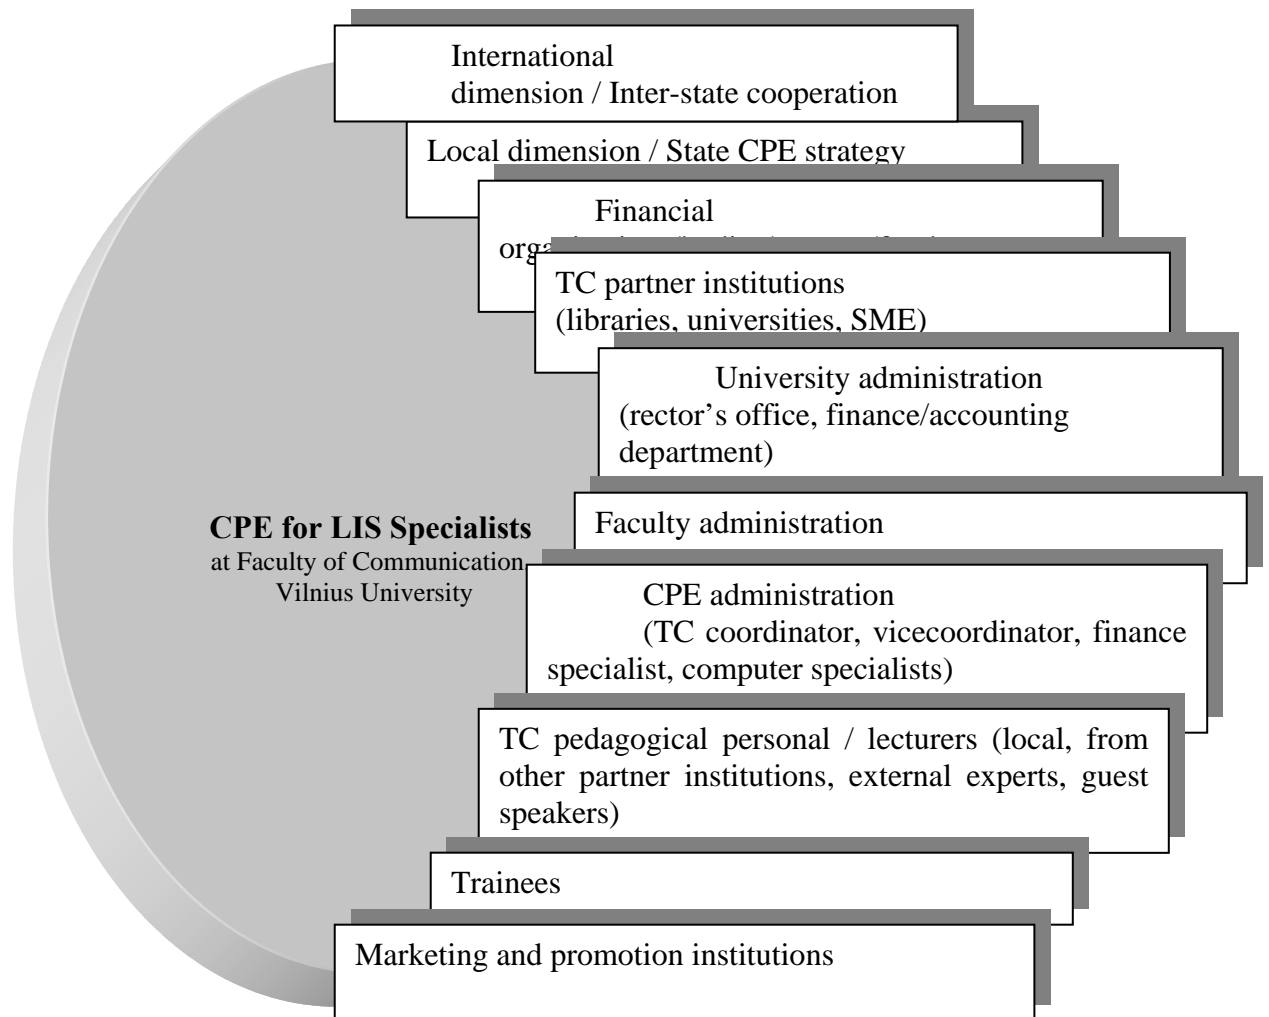 International
dimension / Inter-state cooperation
Local dimension / State CPE strategy
Financial
TC partner institutions
(libraries, universities, SME)
University administration
(rector’s office, finance/accounting
department)
CPE for LIS Specialists
at Faculty of Communication
Vilnius University
Faculty administration
CPE administration
(TC coordinator, vicecoordinator, finance
specialist, computer specialists)
TC pedagogical personal / lecturers (local, from
other partner institutions, external experts, guest
speakers)
Trainees
Marketing and promotion institutions